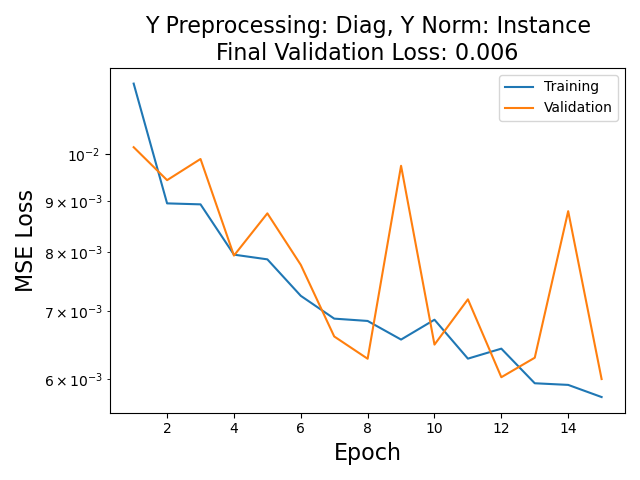 Y Preprocessing: Diag, Y Norm: Instance
Final Validation Loss: 0.006
Training
Validation
10⁻²
9 × 10⁻³
8 × 10⁻³
7 × 10⁻³
6 × 10⁻³
MSE Loss
2 4 6 8 10 12 14
Epoch